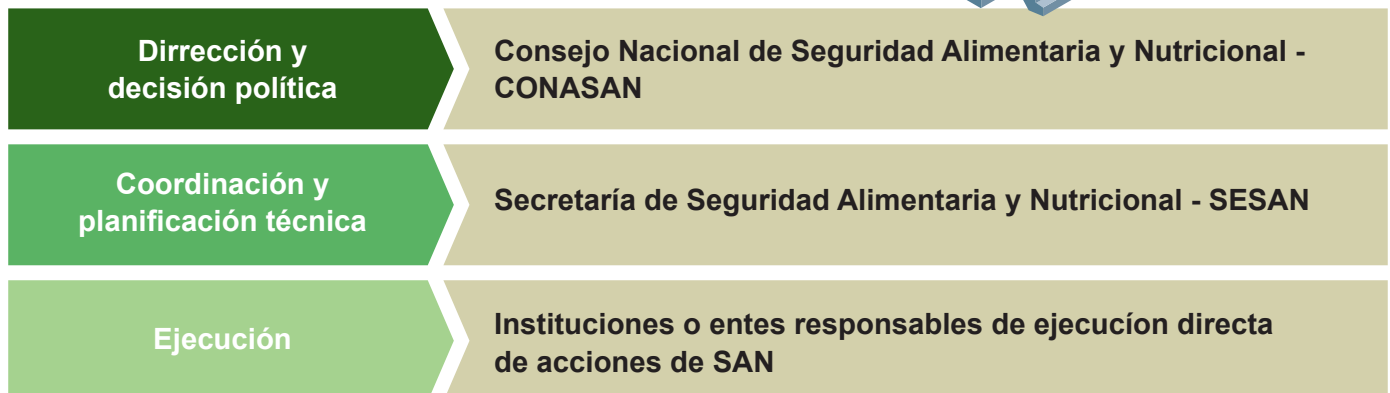 Dirrección y
decisión política
Consejo Nacional de Seguridad Alimentaria y Nutricional -
CONASAN
Coordinación y
planificación técnica
Secretaría de Seguridad Alimentaria y Nutricional - SESAN
Ejecución
Instituciones o entes responsables de ejecucíon directa
de acciones de SAN